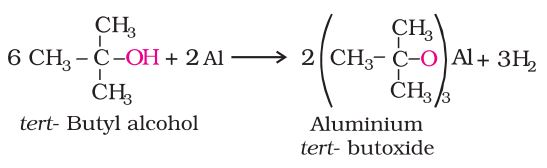 CH₃ CH₃
6 CH₃ – C – OH + 2 Al ⟶ 2 ( CH₃ – C – O )₃ Al + 3H₂
CH₃ CH₃
tert- Butyl alcohol Aluminium
tert- butoxide